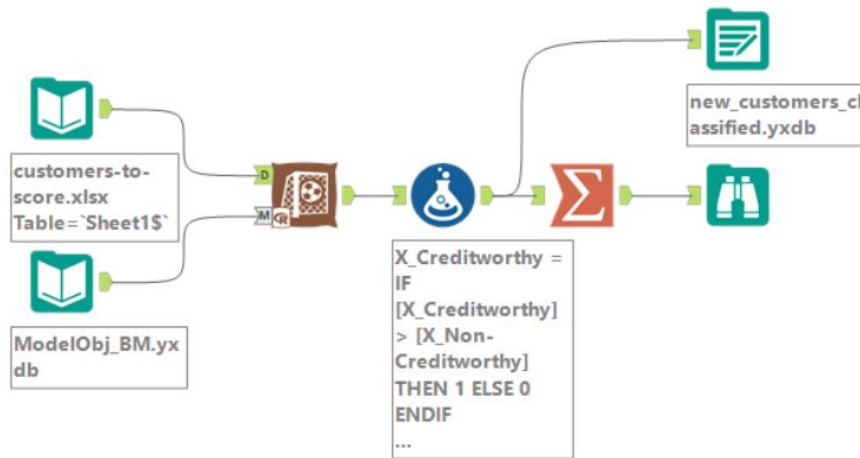 new_customers_cl
assified.yxdb
D
customers-to-
score.xlsx
Table=`Sheet1$`
M
R
X_Creditworthy =
IF
[X_Creditworthy]
> [X_Non-
Creditworthy]
THEN 1 ELSE 0
ENDIF
...
ModelObj_BM.yx
db